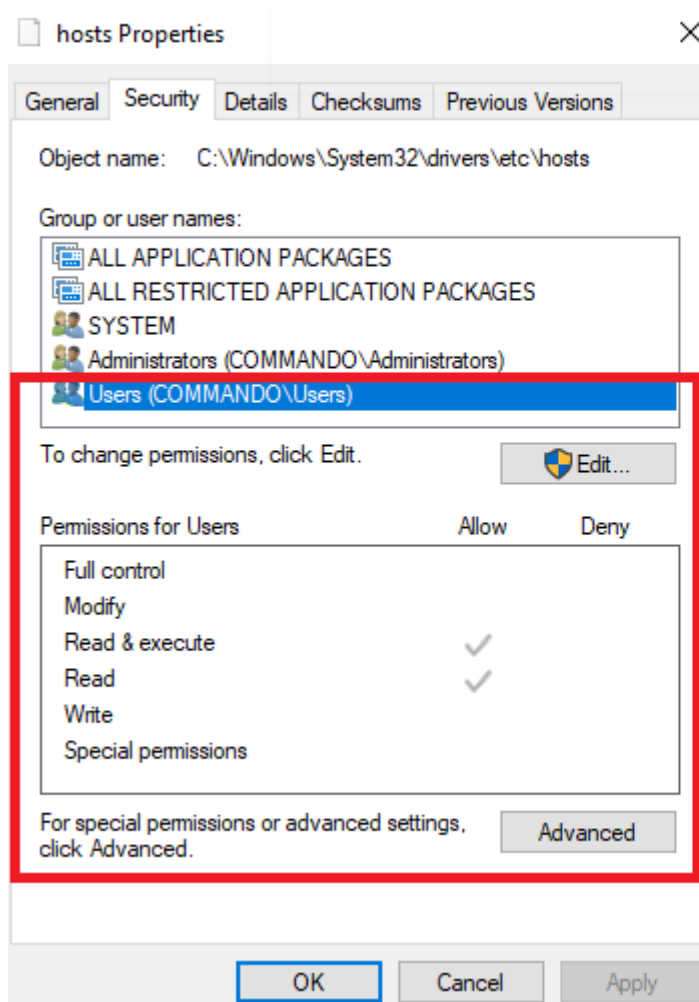 hosts Properties
General Security Details Checksums Previous Versions
Object name: C:\Windows\System32\drivers\etc\hosts
Group or user names:
ALL APPLICATION PACKAGES
ALL RESTRICTED APPLICATION PACKAGES
SYSTEM
Administrators (COMMANDO\Administrators)
Users (COMMANDO\Users)
To change permissions, click Edit.
Edit...
Permissions for Users Allow Deny
Full control
Modify
Read & execute
Read
Write
Special permissions
For special permissions or advanced settings,
click Advanced.
Advanced
OK Cancel Apply